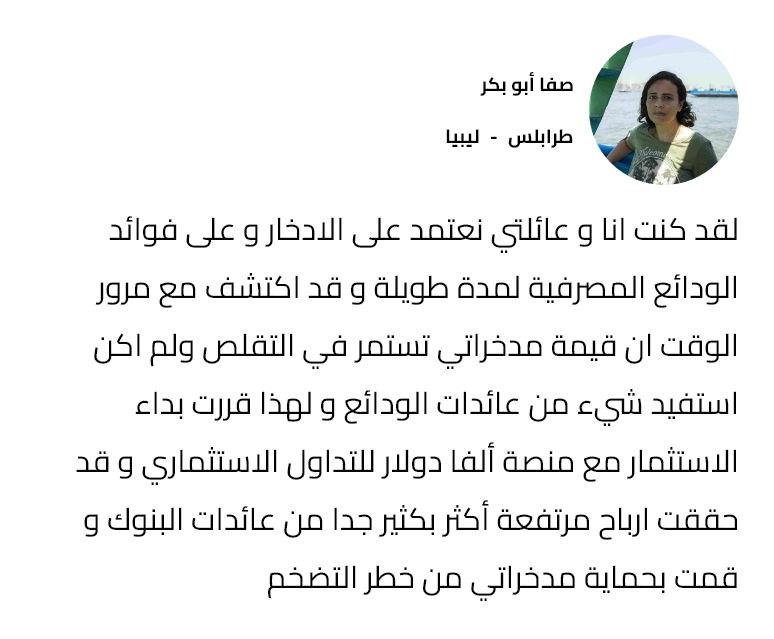 صفا أبو بكر
طرابلس - ليبيا
لقد كنت انا و عائلتي نعتمد على الادخار و على فوائد
الودائع المصرفية لمدة طويلة و قد اكتشف مع مرور
الوقت ان قيمة مدخراتي تستمر في التقلص ولم اكن
استفيد شيء من عائدات الودائع و لهذا قررت بداء
الاستثمار مع منصة ألفا دولار للتداول الاستثماري و قد
حققت ارباح مرتفعة أكثر بكثير جدا من عائدات البنوك و
قمت بحماية مدخراتي من خطر التضخم